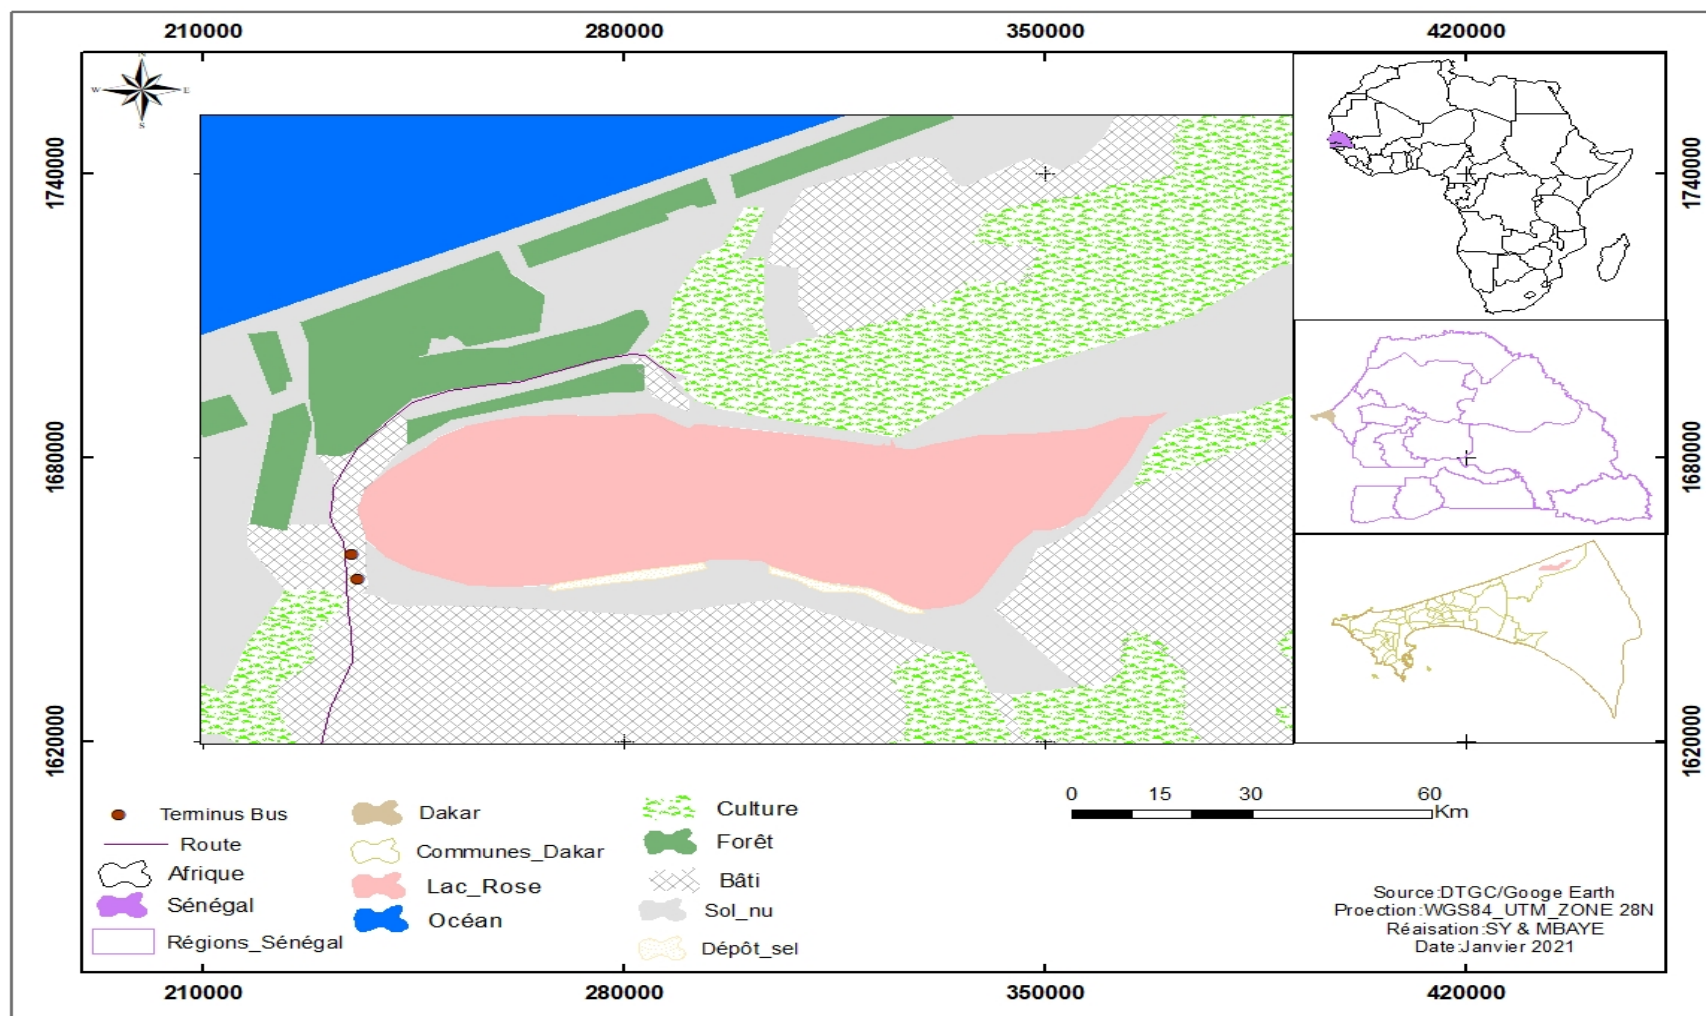 210000 280000 350000 420000
N
W E
S
1740000 1740000
1680000 1680000
1620000 1620000
Terminus Bus
Route
Afrique
Sénégal
Régions_Sénégal
Dakar
Communes_Dakar
Lac_Rose
Océan
Culture
Forêt
Bâti
Sol_nu
Dépôt_sel
0 15 30 60
Km
Source:DTGC/Googe Earth
Proection:WGS84_UTM_ZONE 28N
Réaisation:SY & MBAYE
Date:Janvier 2021
210000 280000 350000 420000